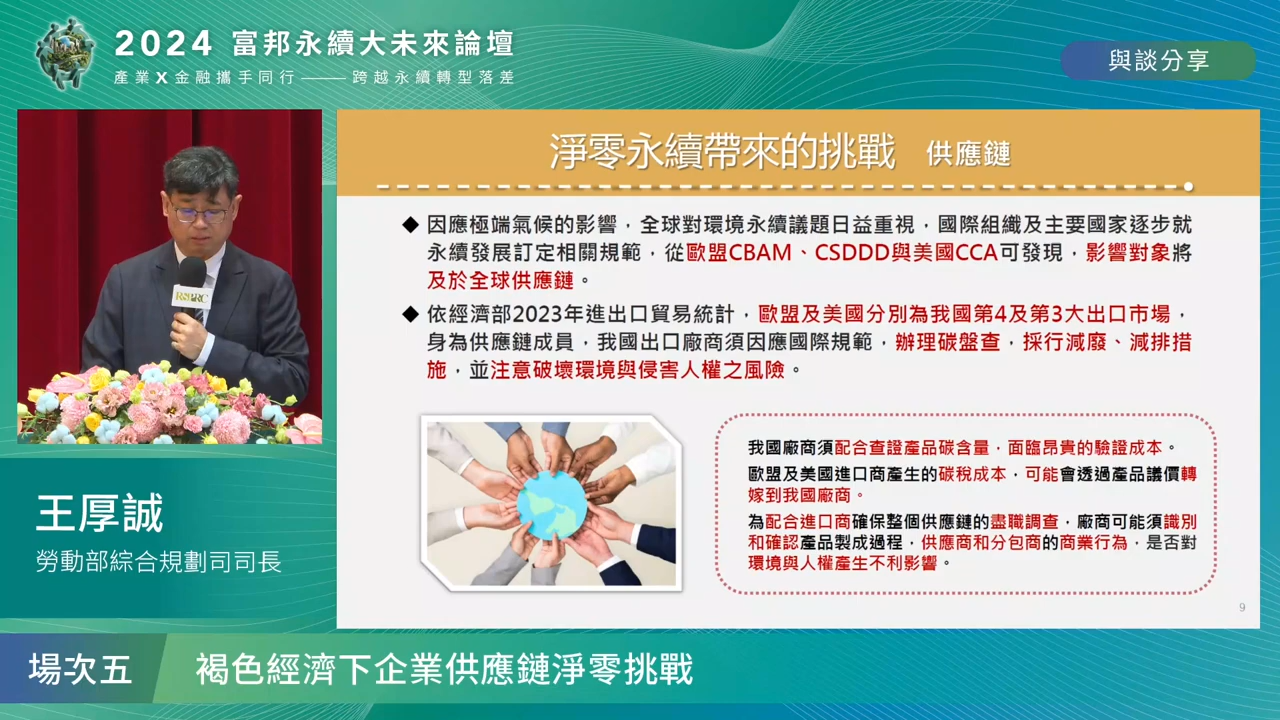 2024 富邦永續大未來論壇
產業X金融攜手同行——跨越永續轉型落差
與談分享
淨零永續帶來的挑戰 供應鏈
◆ 因應極端氣候的影響，全球對環境永續議題日益重視，國際組織及主要國家逐步就
永續發展訂定相關規範，從歐盟CBAM、CSDDD與美國CCA可發現，影響對象將
及於全球供應鏈。
◆ 依經濟部2023年進出口貿易統計，歐盟及美國分別為我國第4及第3大出口市場，
身為供應鏈成員，我國出口廠商須因應國際規範，辦理碳盤查，採行減廢、減排措
施，並注意破壞環境與侵害人權之風險。
我國廠商須配合查證產品碳含量，面臨昂貴的驗證成本。
歐盟及美國進口商產生的碳稅成本，可能會透過產品議價轉
嫁到我國廠商。
為配合進口商確保整個供應鏈的盡職調查，廠商可能須識別
和確認產品製成過程，供應商和分包商的商業行為，是否對
環境與人權產生不利影響。
9
王厚誠
勞動部綜合規劃司司長
場次五
褐色經濟下企業供應鏈淨零挑戰